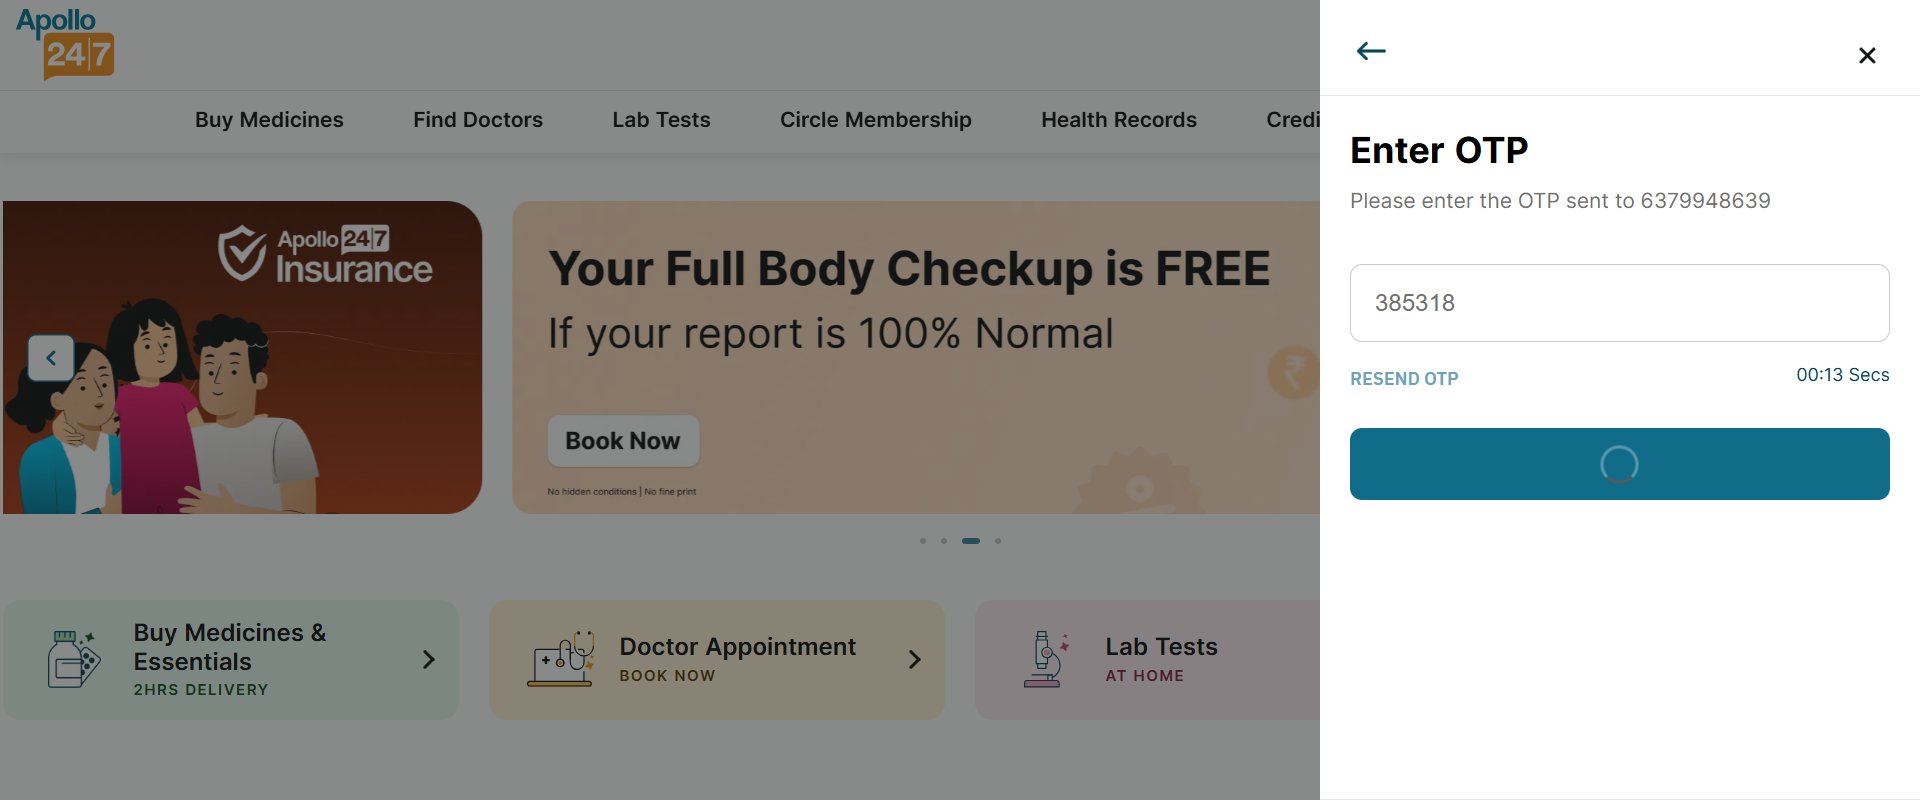 Apollo
24|7
Buy Medicines
Find Doctors
Lab Tests
Circle Membership
Health Records
Credi
Apollo 24|7
Insurance
Your Full Body Checkup is FREE
If your report is 100% Normal
₹
Book Now
No hidden conditions | No fine print
Buy Medicines &
Essentials
2HRS DELIVERY
Doctor Appointment
BOOK NOW
Lab Tests
AT HOME
Enter OTP
Please enter the OTP sent to 6379948639
385318
RESEND OTP
00:13 Secs